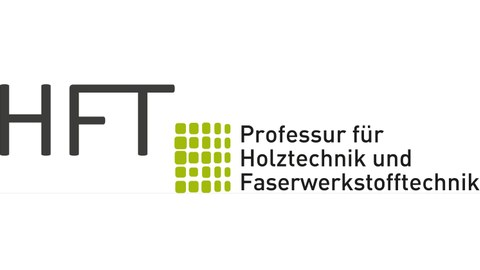 HFT
Professur für
Holztechnik und
Faserwerkstofftechnik